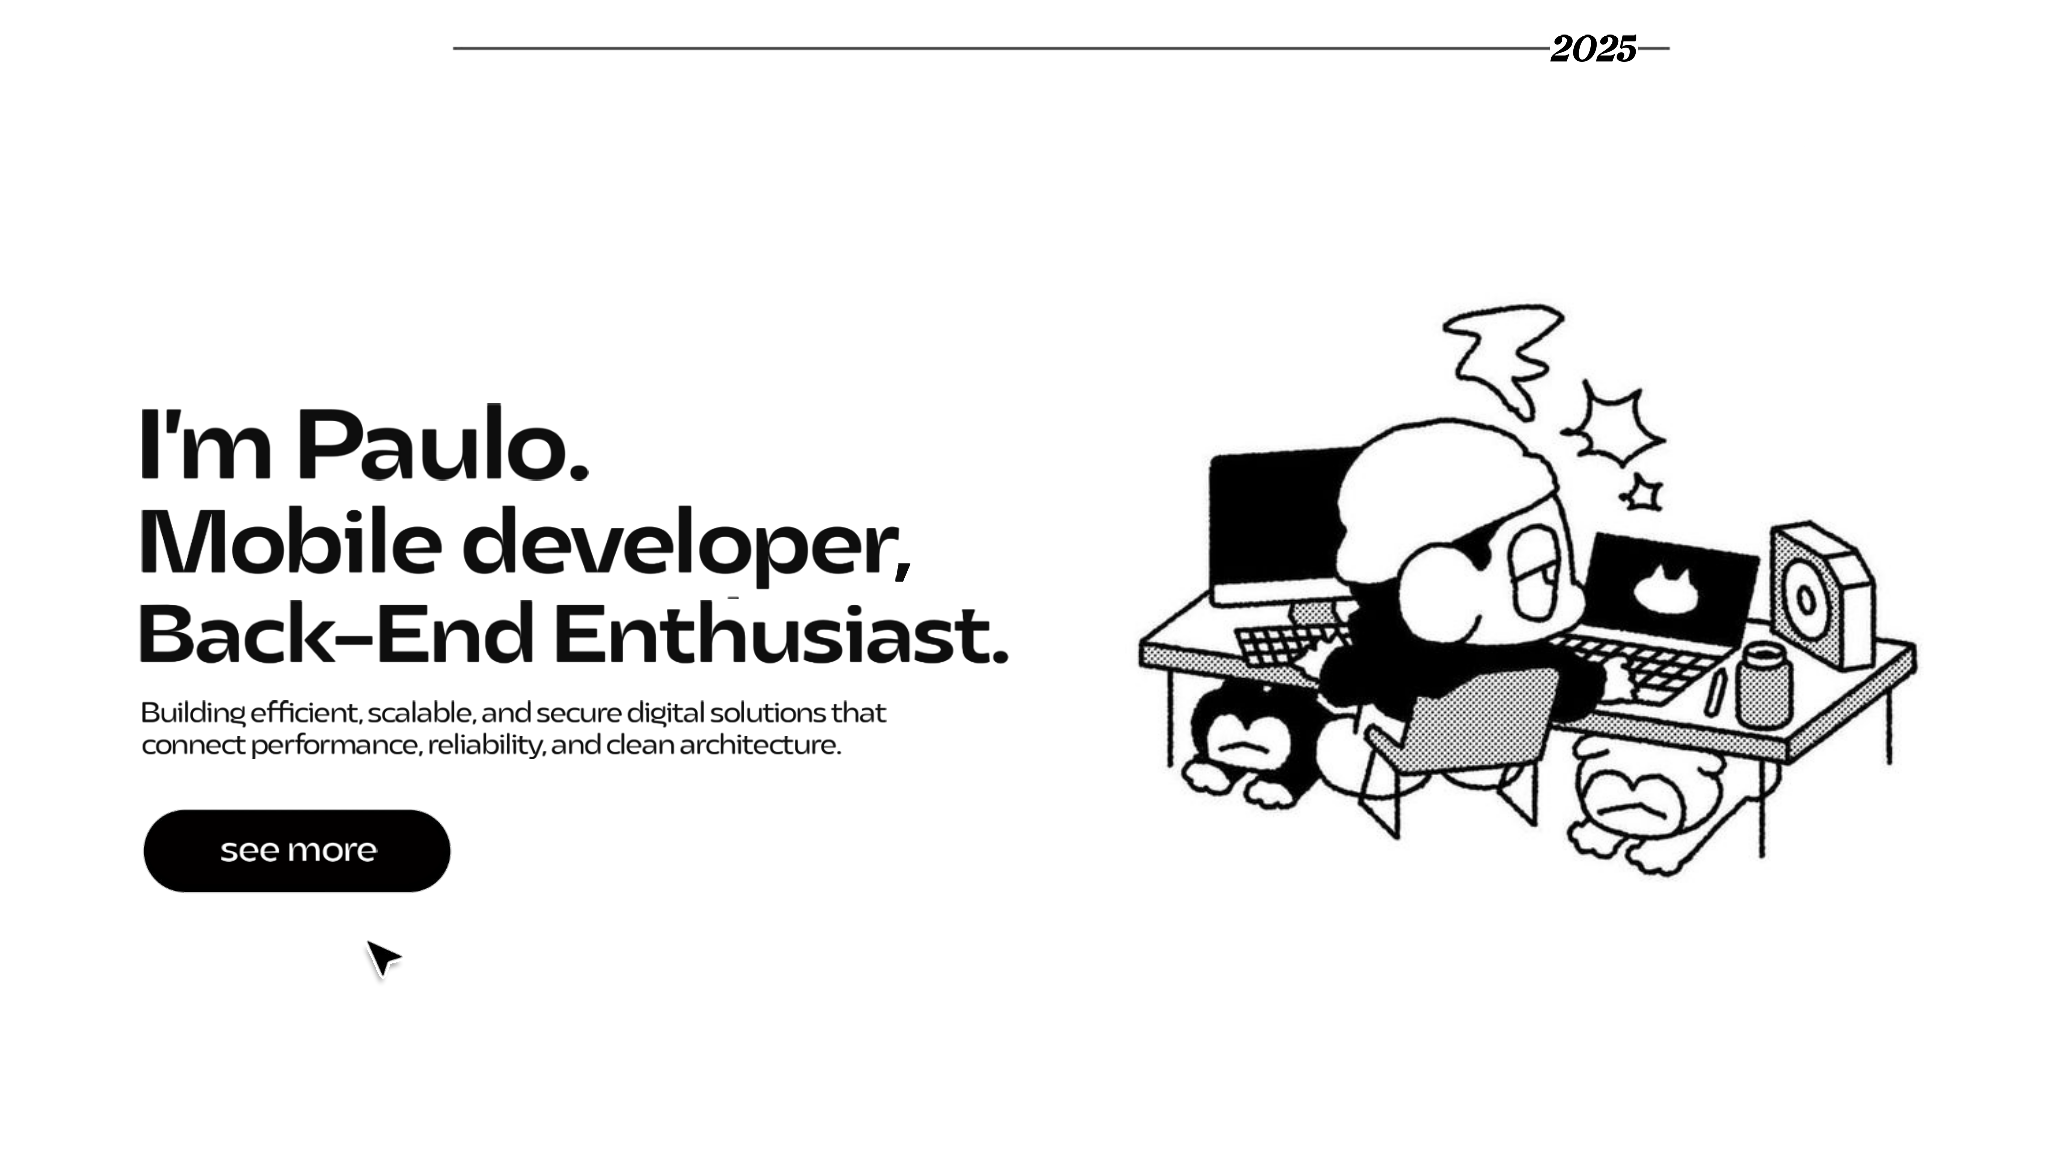 2025
I'm Paulo.
Mobile developer,
Back-End Enthusiast.
Building efficient, scalable, and secure digital solutions that
connect performance, reliability, and clean architecture.
see more